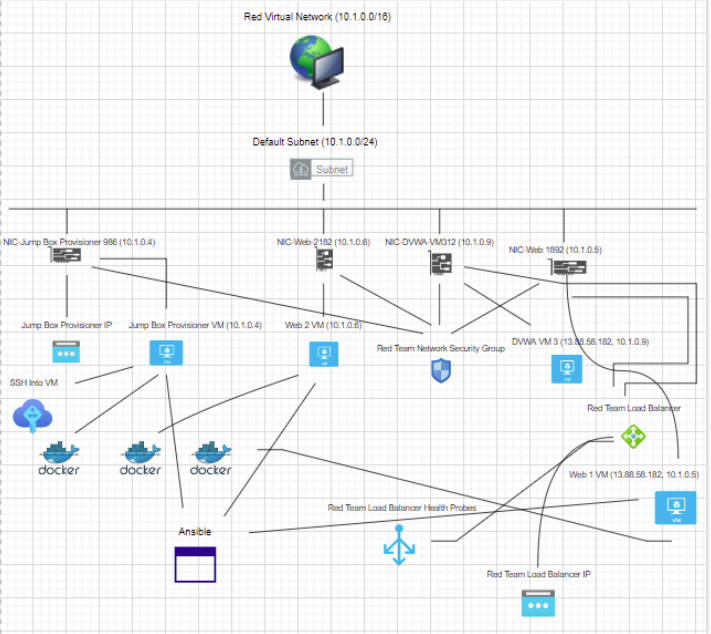 Red Virtual Network (10.1.0.0/16)
Default Subnet (10.1.0.0/24)
Subnet
NIC-Jump Box Provisioner 986 (10.1.0.4)
NIC-Web-2182 (10.1.0.6)
NIC-DVWA-VM312 (10.1.0.9)
NIC-Web 1892 (10.1.0.5)
Jump Box Provisioner IP
Jump Box Provisioner VM (10.1.0.4)
Web 2 VM (10.1.0.6)
Red Team Network Security Group
DVWA VM 3 (13.88.58.182, 10.1.0.9)
VM
VM
VM
SSH Into VM
Red Team Load Balancer
docker
docker
docker
Web 1 VM (13.88.58.182, 10.1.0.5)
VM
Red Team Load Balancer Health Probes
Ansible
Red Team Load Balancer IP